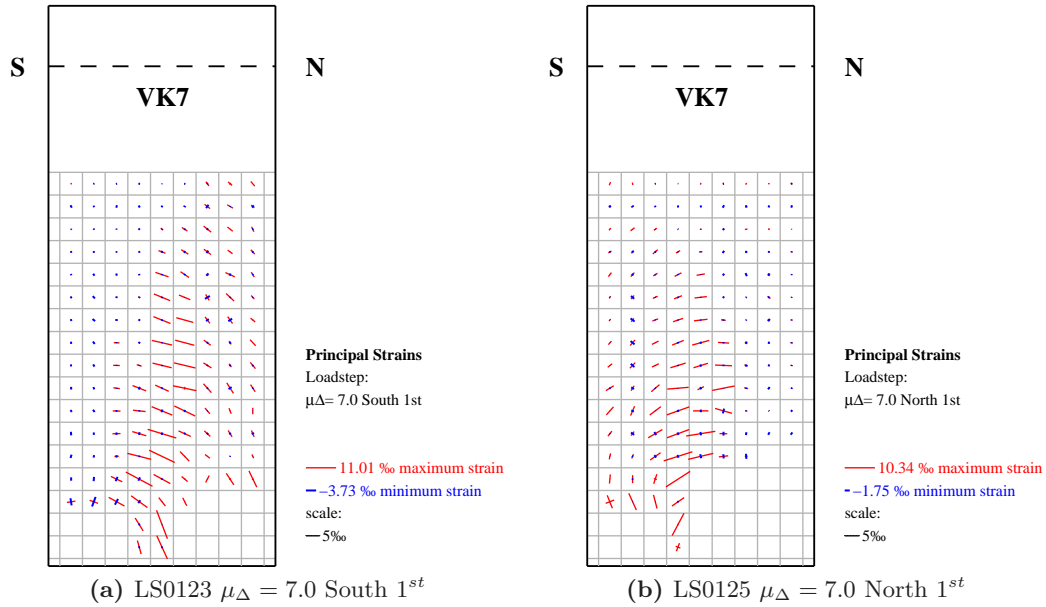 S
N
VK7
Principal Strains
Loadstep:
μΔ= 7.0 South 1st
11.01 ‰ maximum strain
−3.73 ‰ minimum strain
scale:
5‰
(a) LS0123 μΔ = 7.0 South 1st
S
N
VK7
Principal Strains
Loadstep:
μΔ= 7.0 North 1st
10.34 ‰ maximum strain
−1.75 ‰ minimum strain
scale:
5‰
(b) LS0125 μΔ = 7.0 North 1st